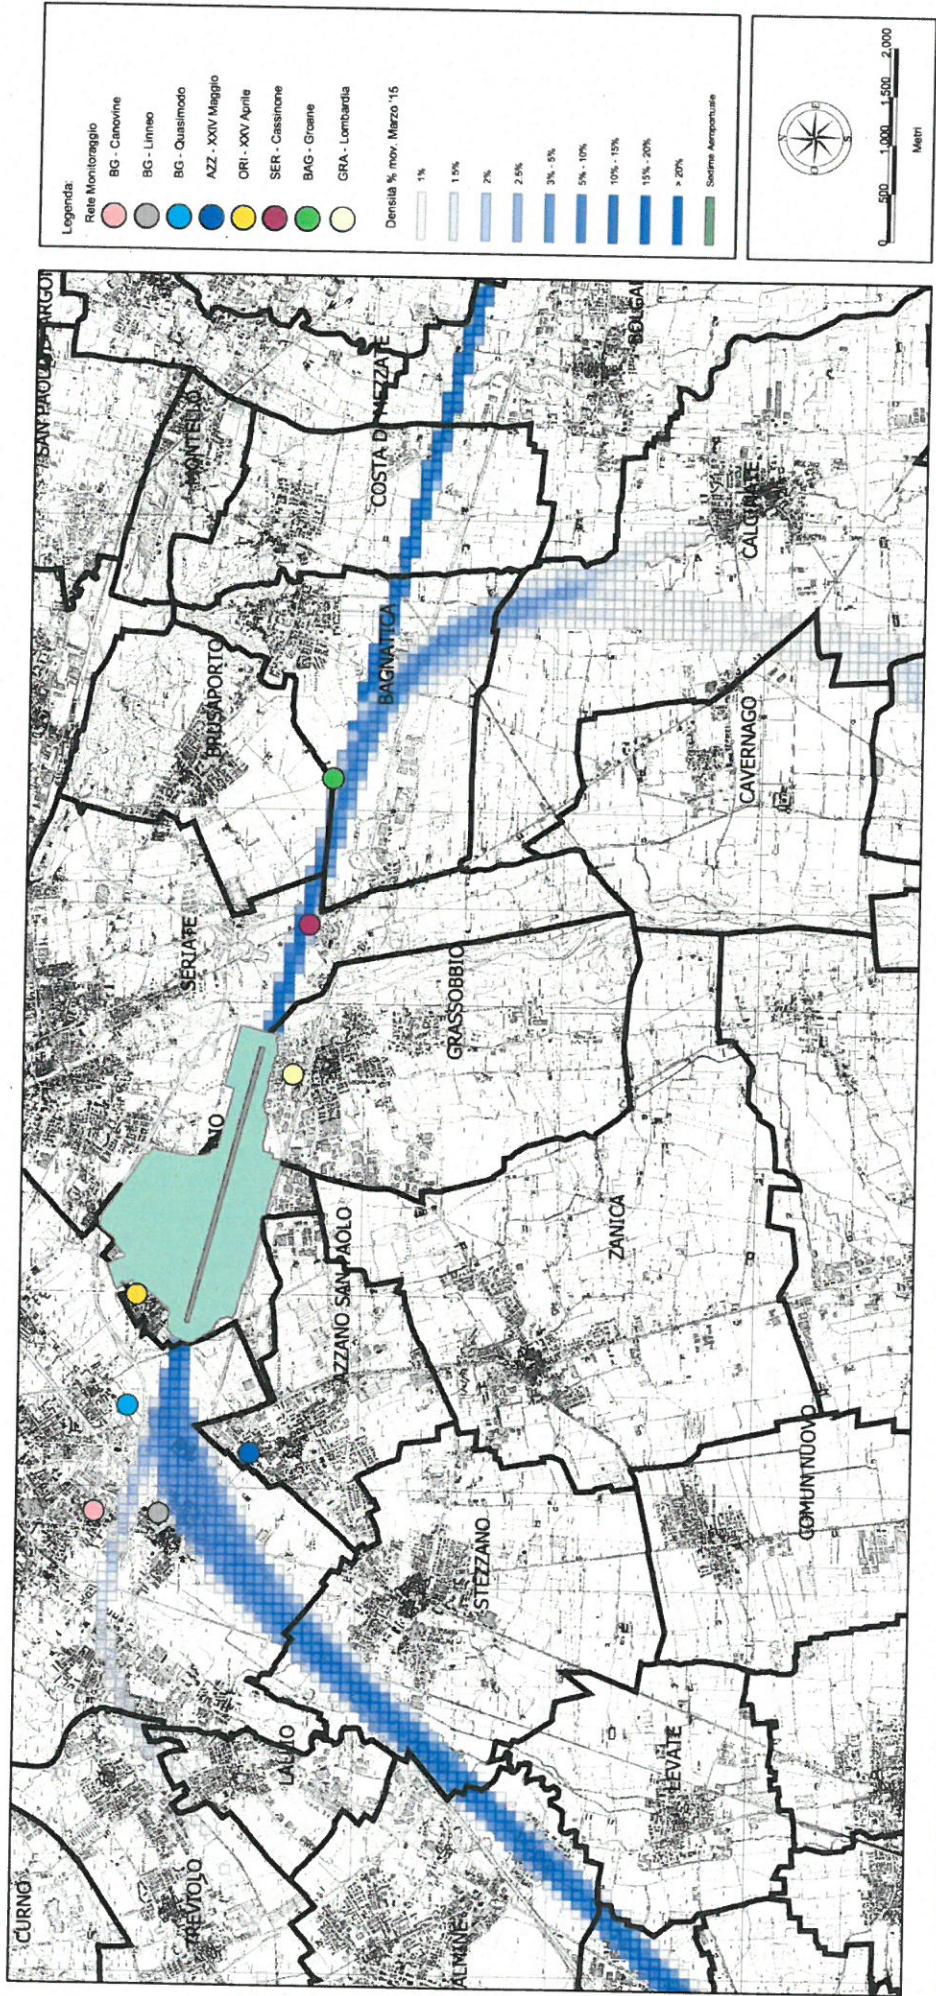 Legenda:
Rete Monitoraggio
BG - Canovine
BG - Linneo
BG - Quasimodo
AZZ - XXIV Maggio
ORI - XXV Aprile
SER - Cassinone
BAG - Groane
GRA - Lombardia
Densità % mov. Marzo '15
1%
1.5%
2%
2.5%
3% - 5%
5% - 10%
10% - 15%
15% - 20%
> 20%
Sedime Aeroportuale
N
E
S
O
0
500
1.000
1.500
2.000
Metri
CURNO
TREVIOLO
LALLIO
ALMINE
STEZZANO
LEVATE
COMUN NUOVO
AZZANO SAN PAOLO
ZANICA
IO
SERIATE
GRASSOBBIO
BRUSAPORTO
BAGNATICA
CAVERNAGO
MONTELLO
COSTA DI MEZZATE
CALCINATE
BOLGA